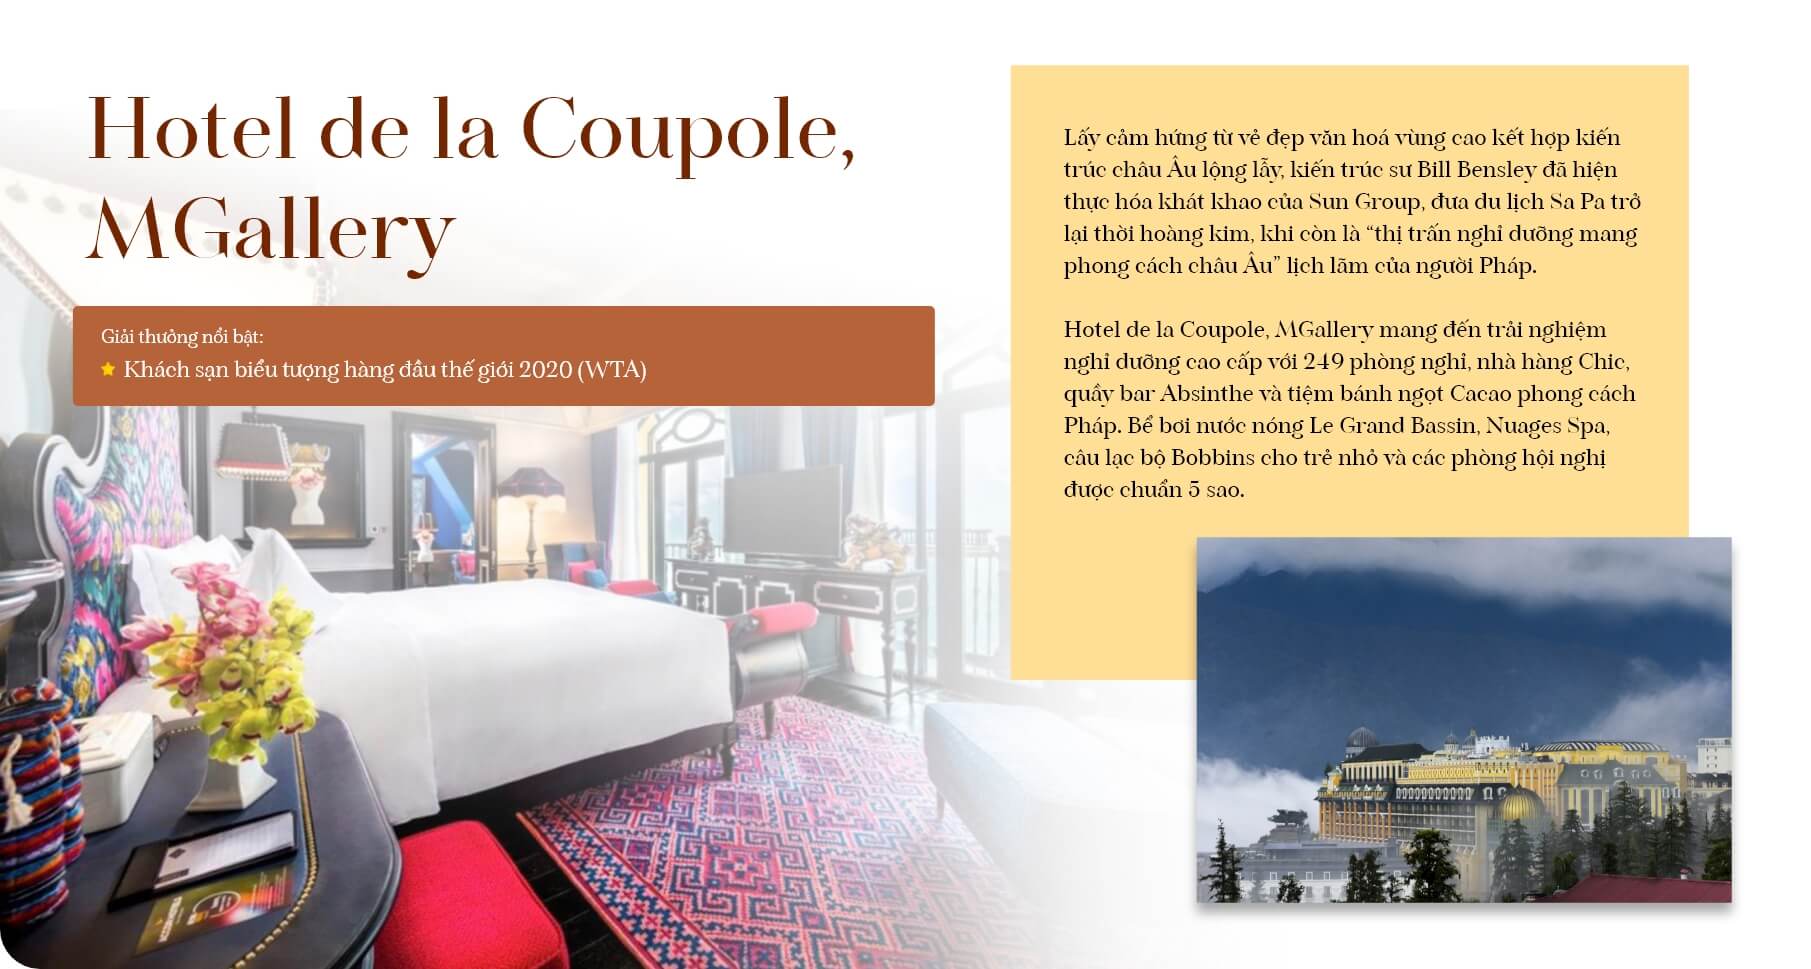 Hotel de la Coupole,
MGallery
Giải thưởng nổi bật:
Khách sạn biểu tượng hàng đầu thế giới 2020 (WTA)
Lấy cảm hứng từ vẻ đẹp văn hoá vùng cao kết hợp kiến
trúc châu Âu lộng lẫy, kiến trúc sư Bill Bensley đã hiện
thực hóa khát khao của Sun Group, đưa du lịch Sa Pa trở
lại thời hoàng kim, khi còn là “thị trấn nghỉ dưỡng mang
phong cách châu Âu” lịch lãm của người Pháp.
Hotel de la Coupole, MGallery mang đến trải nghiệm
nghỉ dưỡng cao cấp với 249 phòng nghỉ, nhà hàng Chic,
quầy bar Absinthe và tiệm bánh ngọt Cacao phong cách
Pháp. Bể bơi nước nóng Le Grand Bassin, Nuages Spa,
câu lạc bộ Bobbins cho trẻ nhỏ và các phòng hội nghị
được chuẩn 5 sao.